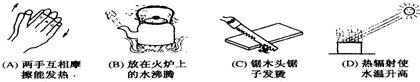 (A) 两手互相摩
擦能发热
(B) 放在火炉上
的水沸腾
(C) 锯木头锯
子发烫
(D) 热辐射使
水温升高